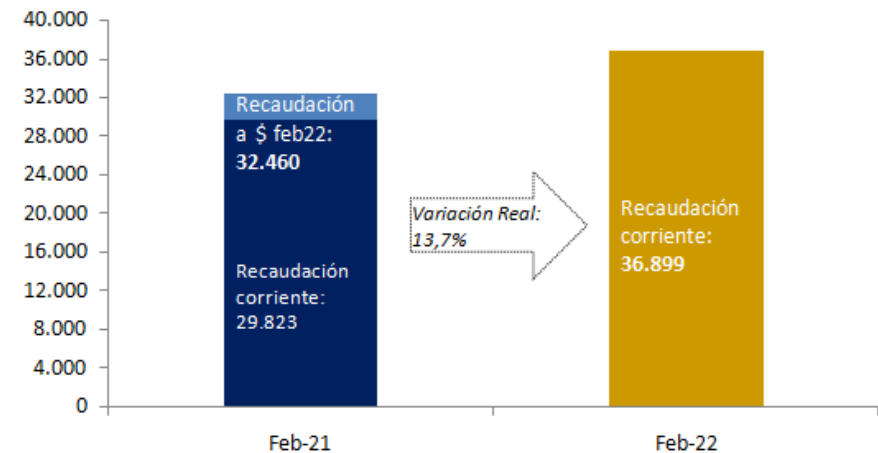 40.000
36.000
32.000
28.000
24.000
20.000
16.000
12.000
8.000
4.000
0
Recaudación
a $ feb22:
32.460
Recaudación
corriente:
29.823
Variación Real:
13,7%
Recaudación
corriente:
36.899
Feb-21
Feb-22